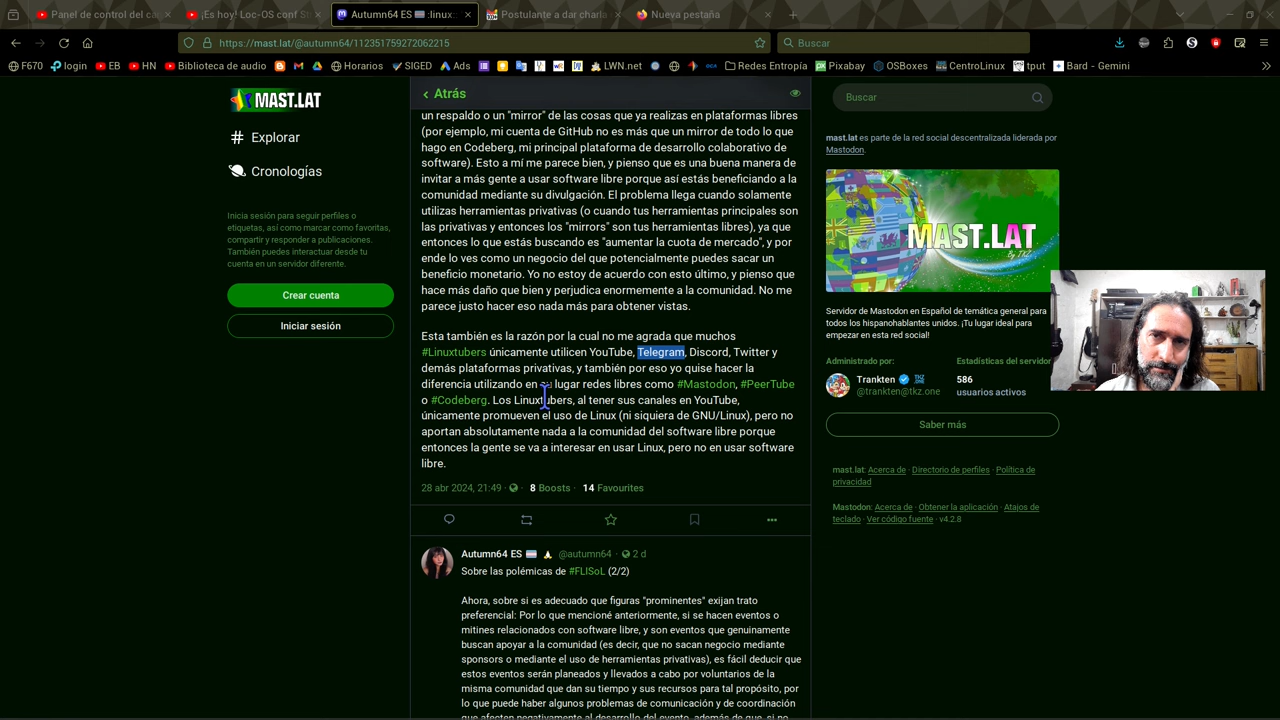 Panel de control del ca
¡Es hoy! Loc-OS conf S
Autumn64 ES :linux:
Postulante a dar charla
Nueva pestaña
https://mast.lat/@autumn64/112351759272062215
Buscar
F670
login
EB
HN
Biblioteca de audio
Horarios
SIGED
Ads
LWN.net
Redes Entropía
Pixabay
OSBoxes
CentroLinux
tput
Bard - Gemini
MAST.LAT
Explorar
Cronologías
Inicia sesión para seguir perfiles o
etiquetas, así como marcar como favoritas,
compartir y responder a publicaciones.
También puedes interactuar desde tu
cuenta en un servidor diferente.
Crear cuenta
Iniciar sesión
Atrás
un respaldo o un "mirror" de las cosas que ya realizas en plataformas libres
(por ejemplo, mi cuenta de GitHub no es más que un mirror de todo lo que
hago en Codeberg, mi principal plataforma de desarrollo colaborativo de
software). Esto a mí me parece bien, y pienso que es una buena manera de
invitar a más gente a usar software libre porque así estás beneficiando a la
comunidad mediante su divulgación. El problema llega cuando solamente
utilizas herramientas privativas (o cuando tus herramientas principales son
las privativas y entonces los "mirrors" son tus herramientas libres), ya que
entonces lo que estás buscando es "aumentar la cuota de mercado", y por
ende lo ves como un negocio del que potencialmente puedes sacar un
beneficio monetario. Yo no estoy de acuerdo con esto último, y pienso que
hace más daño que bien y perjudica enormemente a la comunidad. No me
parece justo hacer eso nada más para obtener vistas.
Esta también es la razón por la cual no me agrada que muchos
#Linuxtubers únicamente utilicen YouTube, Telegram, Discord, Twitter y
demás plataformas privativas, y también por eso yo quise hacer la
diferencia utilizando en su lugar redes libres como #Mastodon, #PeerTube
o #Codeberg. Los Linuxtubers, al tener sus canales en YouTube,
únicamente promueven el uso de Linux (ni siquiera de GNU/Linux), pero no
aportan absolutamente nada a la comunidad del software libre porque
entonces la gente se va a interesar en usar Linux, pero no en usar software
libre.
28 abr 2024, 21:49 · · 8 Boosts · 14 Favourites
Autumn64 ES @autumn64 · 2 d
Sobre las polémicas de #FLISoL (2/2)
Ahora, sobre si es adecuado que figuras "prominentes" exijan trato
preferencial: Por lo que mencioné anteriormente, si se hacen eventos o
mitines relacionados con software libre, y son eventos que genuinamente
buscan apoyar a la comunidad (es decir, que no sacan negocio mediante
sponsors o mediante el uso de herramientas privativas), es fácil deducir que
estos eventos serán planeados y llevados a cabo por voluntarios de la
misma comunidad que dan su tiempo y sus recursos para tal propósito, por
lo que puede haber algunos problemas de comunicación y de coordinación
que afecten negativamente al desarrollo del evento, además de que, si no
Buscar
mast.lat es parte de la red social descentralizada liderada por
Mastodon.
MAST.LAT
By TKZ
Servidor de Mastodon en Español de temática general para
todos los hispanohablantes unidos. ¡Tu lugar ideal para
empezar en esta red social!
Administrado por:
Trankten
@trankten@tkz.one
Estadísticas del servidor:
586
usuarios activos
Saber más
mast.lat: Acerca de · Directorio de perfiles · Política de
privacidad
Mastodon: Acerca de · Obtener la aplicación · Atajos de
teclado · Ver código fuente · v4.2.8